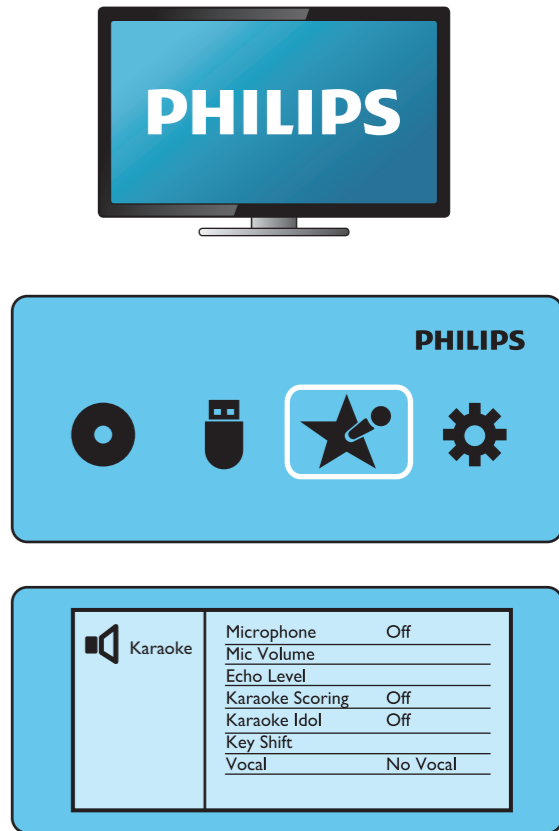 PHILIPS
PHILIPS
Karaoke
Microphone Off
Mic Volume
Echo Level
Karaoke Scoring Off
Karaoke Idol Off
Key Shift
Vocal No Vocal